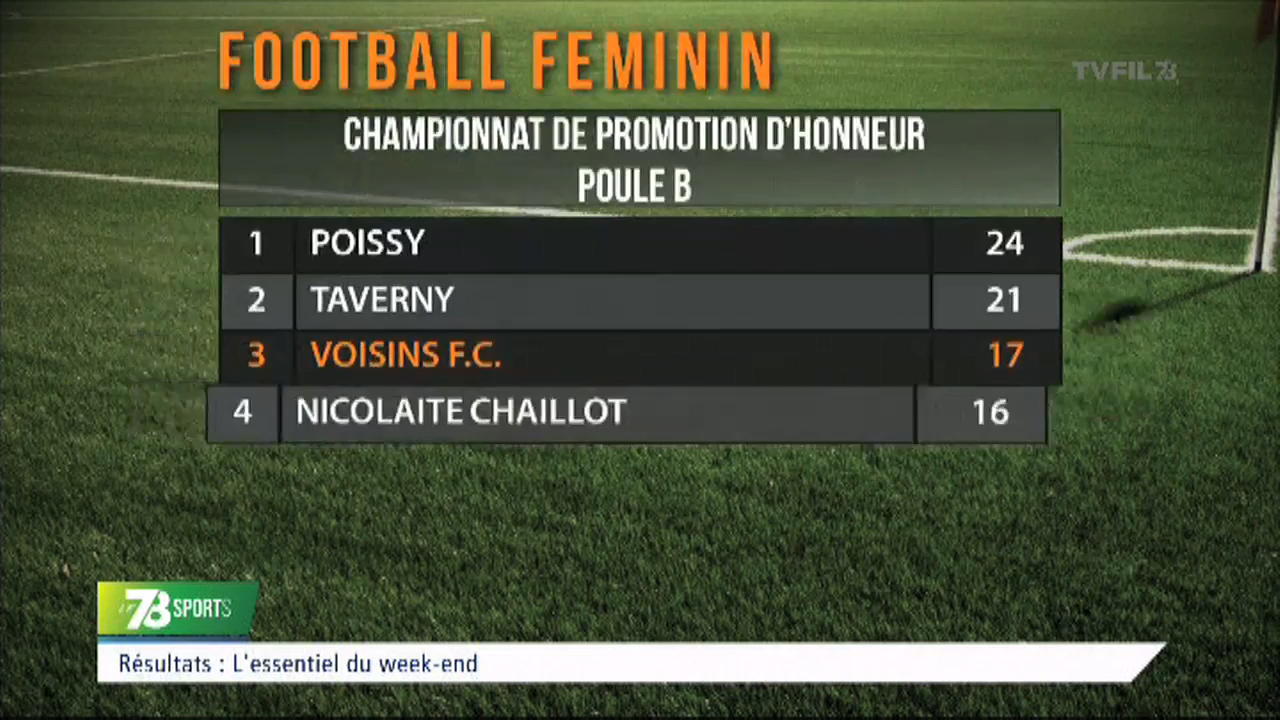 FOOTBALL FEMININ
TVFIL78
CHAMPIONNAT DE PROMOTION D'HONNEUR
POULE B
1 POISSY 24
2 TAVERNY 21
3 VOISINS F.C. 17
4 NICOLAITE CHAILLOT 16
78 SPORTS
Résultats : L'essentiel du week-end